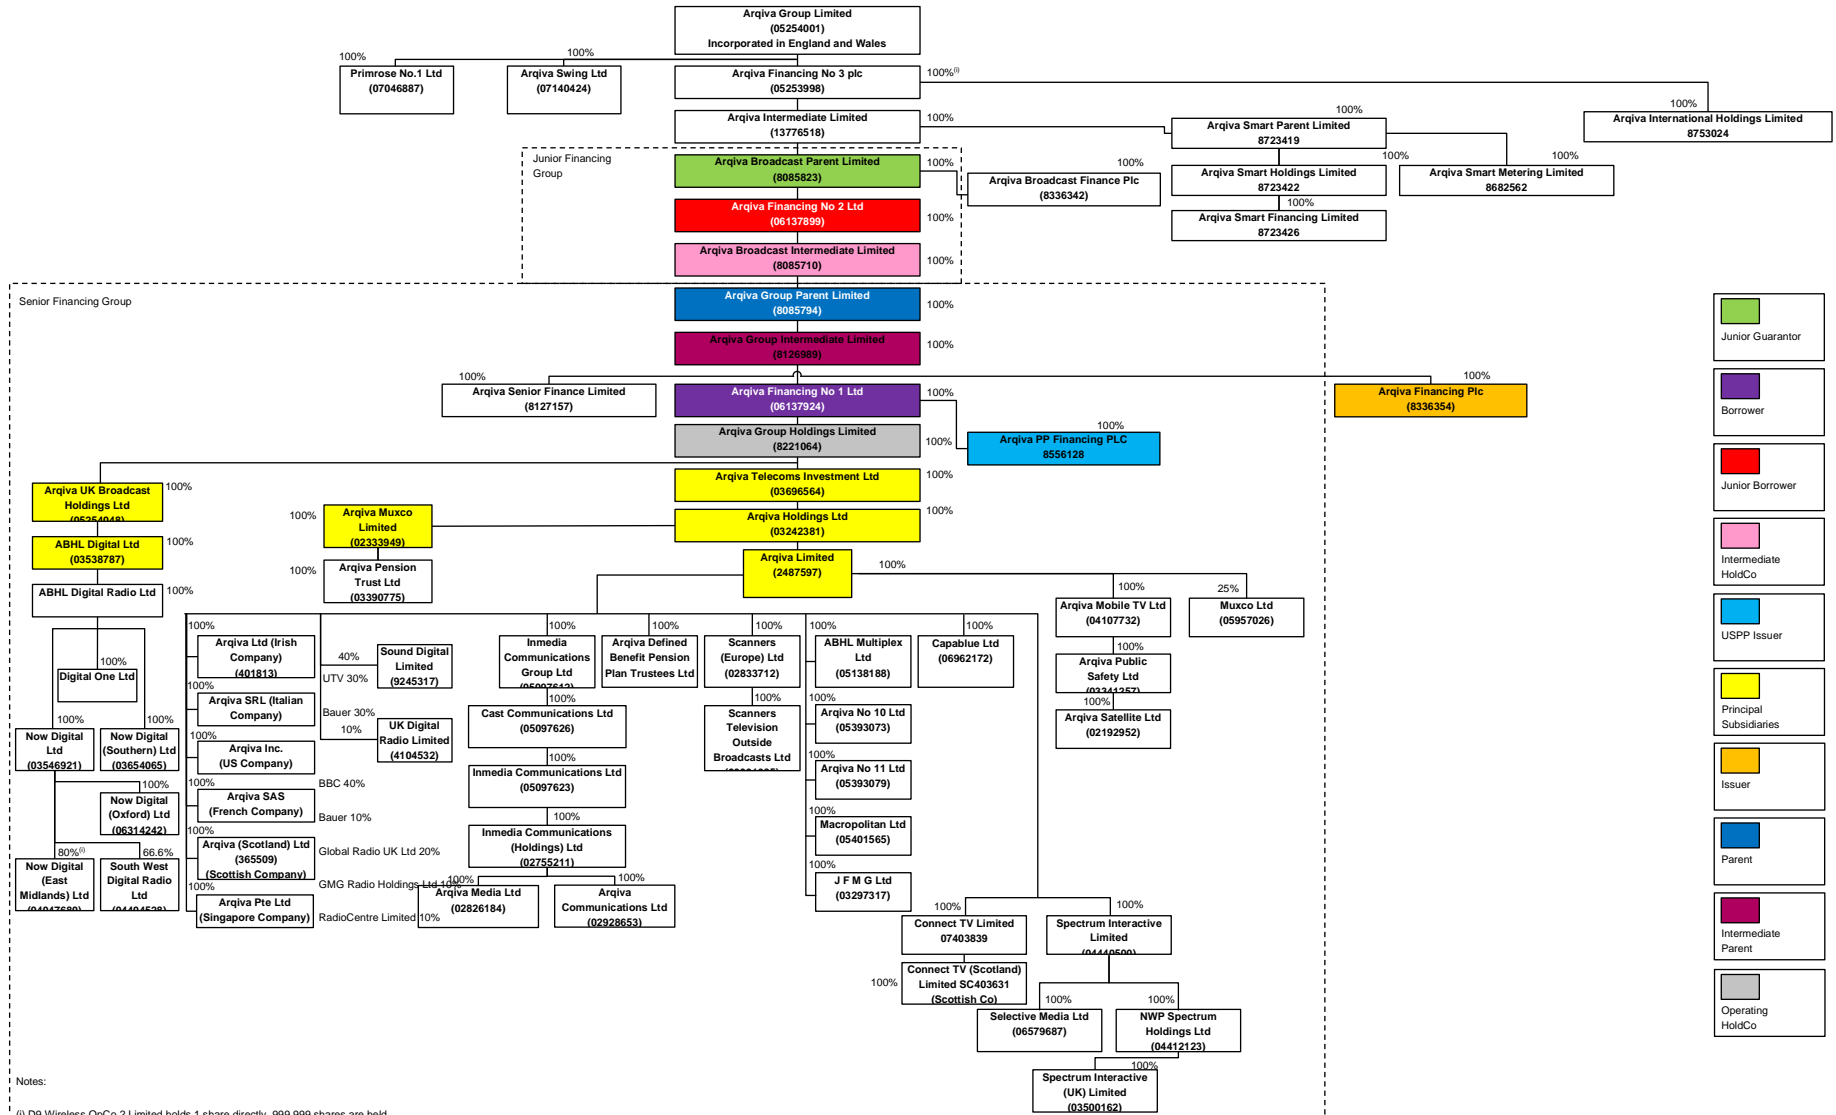 Arqiva Group Limited
(05254001)
Incorporated in England and Wales
100%
100%
Primrose No.1 Ltd
(07046887)
Arqiva Swing Ltd
(07140424)
Arqiva Financing No 3 plc
(05253998)
100%(i)
100%
Arqiva International Holdings Limited
8753024
Arqiva Intermediate Limited
(13776518)
100%
100%
Arqiva Smart Parent Limited
8723419
Junior Financing
Group
Arqiva Broadcast Parent Limited
(8085823)
100%
100%
Arqiva Broadcast Finance Plc
(8336342)
100%
Arqiva Smart Holdings Limited
8723422
100%
Arqiva Smart Metering Limited
8682562
100%
Arqiva Smart Financing Limited
8723426
Arqiva Financing No 2 Ltd
(06137899)
100%
Arqiva Broadcast Intermediate Limited
(8085710)
100%
Senior Financing Group
Arqiva Group Parent Limited
(8085794)
100%
Arqiva Group Intermediate Limited
(8126989)
100%
100%
Arqiva Senior Finance Limited
(8127157)
Arqiva Financing No 1 Ltd
(06137924)
100%
100%
Arqiva Financing Plc
(8336354)
Arqiva Group Holdings Limited
(8221064)
100%
100%
Arqiva PP Financing PLC
8556128
Arqiva UK Broadcast
Holdings Ltd
(05254048)
100%
Arqiva Telecoms Investment Ltd
(03696564)
100%
100%
Arqiva Muxco
Limited
(02333949)
Arqiva Holdings Ltd
(03242381)
100%
ABHL Digital Ltd
(03538787)
100%
100%
Arqiva Pension
Trust Ltd
(03390775)
Arqiva Limited
(2487597)
100%
ABHL Digital Radio Ltd
100%
100%
Arqiva Mobile TV Ltd
(04107732)
25%
Muxco Ltd
(05957026)
100%
Digital One Ltd
100%
Arqiva Ltd (Irish
Company)
(401813)
40%
UTV 30%
Sound Digital
Limited
(9245317)
100%
Inmedia
Communications
Group Ltd
100%
Arqiva Defined
Benefit Pension
Plan Trustees Ltd
100%
Scanners
(Europe) Ltd
(02833712)
100%
ABHL Multiplex
Ltd
(05138188)
100%
Capablue Ltd
(06962172)
100%
Arqiva Public
Safety Ltd
100%
Arqiva Satellite Ltd
(02192952)
100%
Arqiva SRL (Italian
Company)
Bauer 30%
10%
UK Digital
Radio Limited
(4104532)
100%
Cast Communications Ltd
(05097626)
100%
Scanners
Television
Outside
Broadcasts Ltd
100%
Arqiva No 10 Ltd
(05393073)
100%
Now Digital
Ltd
(03546921)
100%
Now Digital
(Southern) Ltd
(03654065)
100%
Arqiva Inc.
(US Company)
100%
Inmedia Communications Ltd
(05097623)
100%
Arqiva No 11 Ltd
(05393079)
100%
Now Digital
(Oxford) Ltd
(06314242)
100%
Arqiva SAS
(French Company)
BBC 40%
Bauer 10%
100%
Inmedia Communications
(Holdings) Ltd
(02755211)
100%
Macropolitan Ltd
(05401565)
80%(i)
Now Digital
(East
Midlands) Ltd
66.6%
South West
Digital Radio
Ltd
100%
Arqiva (Scotland) Ltd
(365509)
(Scottish Company)
Global Radio UK Ltd 20%
GMG Radio Holdings Ltd 10%
100%
Arqiva Media Ltd
(02826184)
100%
Arqiva
Communications Ltd
(02928653)
100%
J F M G Ltd
(03297317)
100%
Arqiva Pte Ltd
(Singapore Company)
RadioCentre Limited 10%
100%
Connect TV Limited
07403839
100%
Spectrum Interactive
Limited
100%
Connect TV (Scotland)
Limited SC403631
(Scottish Co)
100%
Selective Media Ltd
(06579687)
100%
NWP Spectrum
Holdings Ltd
(04412123)
100%
Spectrum Interactive
(UK) Limited
(03500162)
Notes:
(i) D9 Wireless OpCo 2 Limited holds 1 share directly, 999,999 shares are held
Junior Guarantor
Borrower
Junior Borrower
Intermediate
HoldCo
USPP Issuer
Principal
Subsidiaries
Issuer
Parent
Intermediate
Parent
Operating
HoldCo